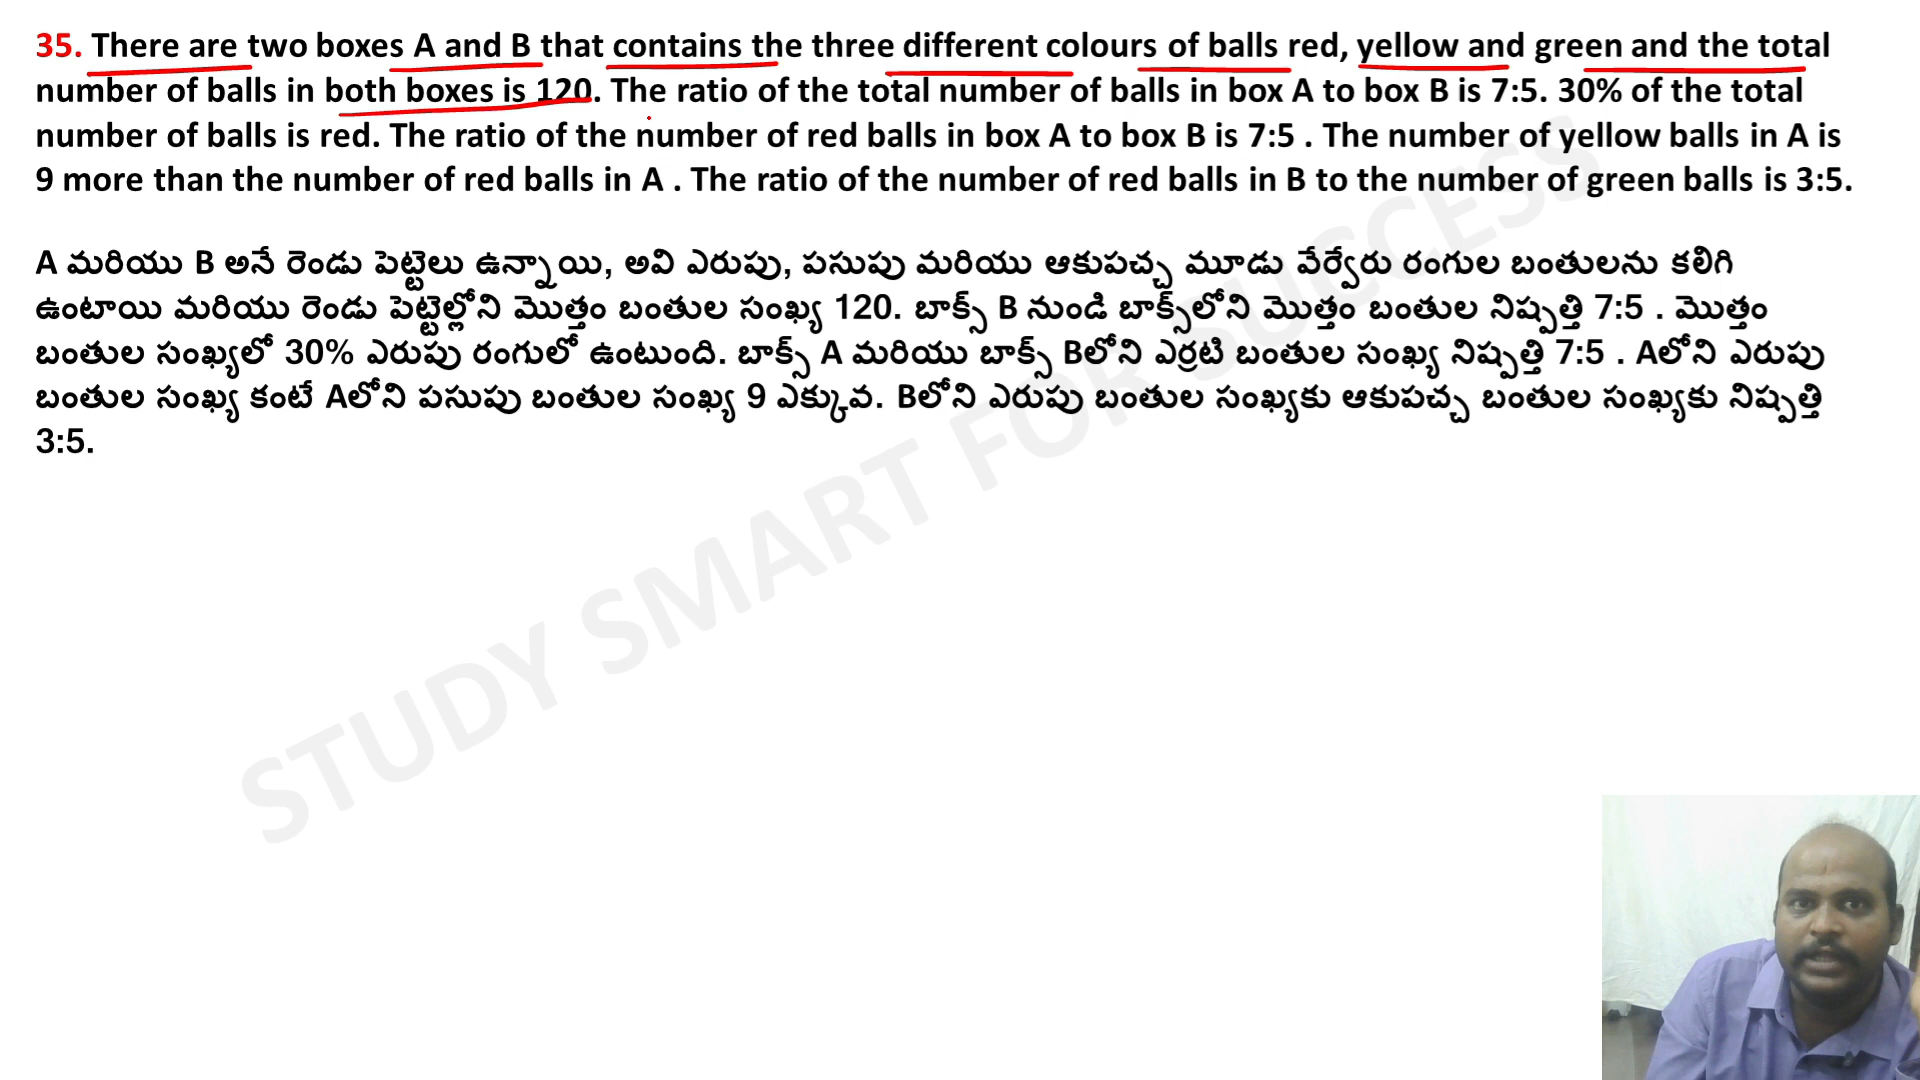 35. There are two boxes A and B that contains the three different colours of balls red, yellow and green and the total
number of balls in both boxes is 120. The ratio of the total number of balls in box A to box B is 7:5. 30% of the total
number of balls is red. The ratio of the number of red balls in box A to box B is 7:5 . The number of yellow balls in A is
9 more than the number of red balls in A . The ratio of the number of red balls in B to the number of green balls is 3:5.
A మరియు B అనే రెండు పెట్టెలు ఉన్నాయి, అవి ఎరుపు, పసుపు మరియు ఆకుపచ్చ మూడు వేర్వేరు రంగుల బంతులను కలిగి
ఉంటాయి మరియు రెండు పెట్టెల్లోని మొత్తం బంతుల సంఖ్య 120. బాక్స్ B నుండి బాక్స్‌లోని మొత్తం బంతుల నిష్పత్తి 7:5 . మొత్తం
బంతుల సంఖ్యలో 30% ఎరుపు రంగులో ఉంటుంది. బాక్స్ A మరియు బాక్స్ Bలోని ఎర్రటి బంతుల సంఖ్య నిష్పత్తి 7:5 . Aలోని ఎరుపు
బంతుల సంఖ్య కంటే Aలోని పసుపు బంతుల సంఖ్య 9 ఎక్కువ. Bలోని ఎరుపు బంతుల సంఖ్యకు ఆకుపచ్చ బంతుల సంఖ్యకు నిష్పత్తి
3:5.
STUDY SMART FOR SUCCESS